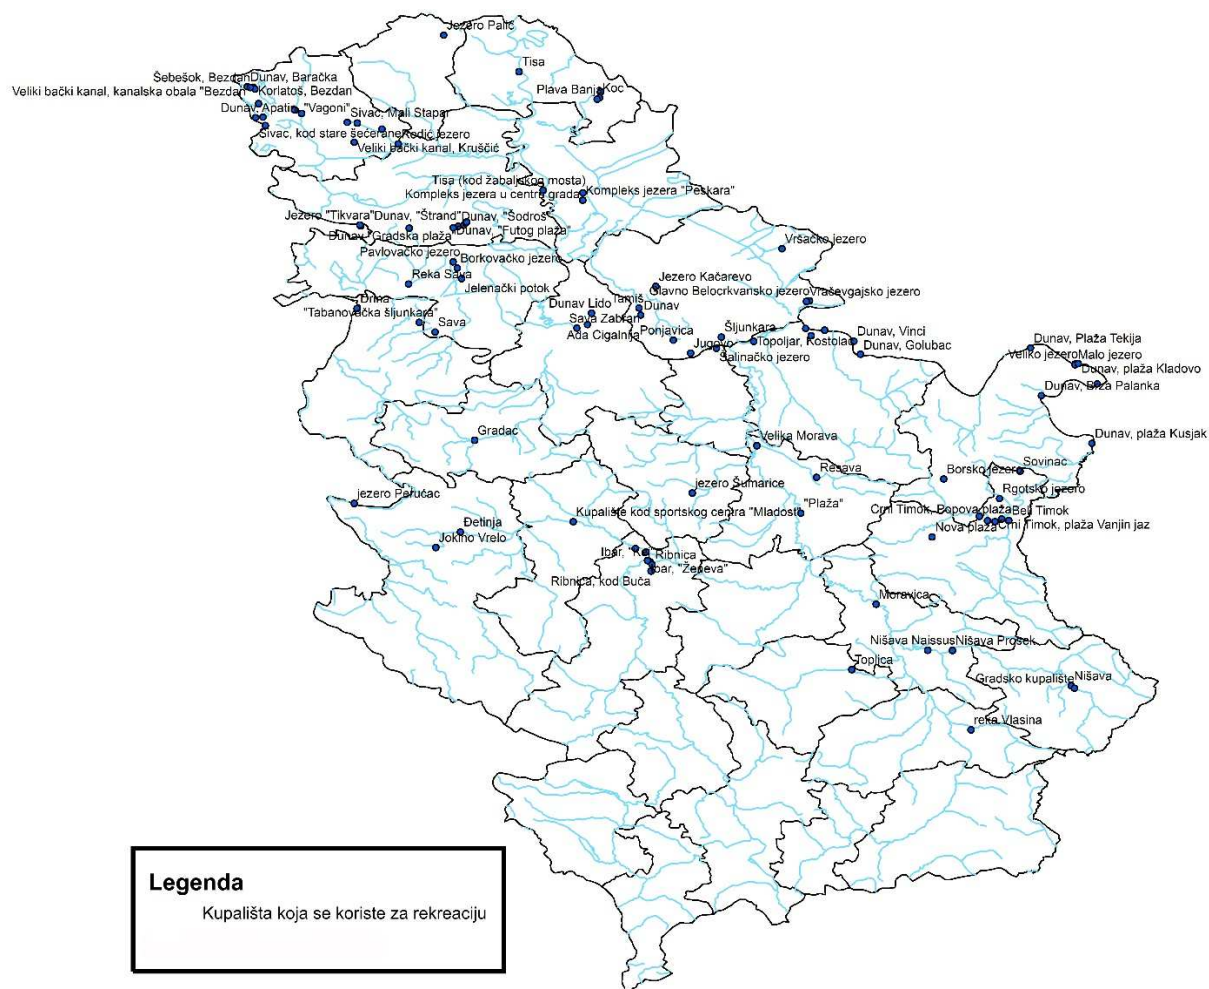 Jezero Palić
Tisa
Plava Banja
Koc
Šebešok, Bezdan
Dunav, Baračka
Veliki bački kanal, kanalska obala "Bezdan"
Korlatoš, Bezdan
Dunav, Apatin, "Vagoni"
Sivac, Mali Stapar
Sivac, kod stare šećerane
Redić jezero
Veliki bački kanal, Kruščić
Tisa (kod žabaljskog mosta)
Kompleks jezera u centru grada
Kompleks jezera "Peskara"
Jezero "Tikvara"
Dunav, "Štrand"
Dunav, "Šodroš"
Dunav "Gradska plaža"
Dunav, "Futog plaža"
Vršačko jezero
Pavlovačko jezero
Borkovačko jezero
Reka Sava
Jelenački potok
Jezero Kačarevo
Glavno Belocrkvansko jezero
Vraševgajsko jezero
Drina
"Tabanovačka šljunkara"
Sava
Dunav Lido
Tamiš
Dunav
Sava Zabran
Ada Ciganlija
Ponjavica
Šljunkara
Jugovo
Topoljar, Kostolac
Šalinačko jezero
Dunav, Vinci
Dunav, Golubac
Dunav, Plaža Tekija
Veliko jezero
Malo jezero
Dunav, plaža Kladovo
Dunav, Brza Palanka
Gradac
Velika Morava
Dunav, plaža Kusjak
Resava
Borsko jezero
Sovinac
jezero Perućac
jezero Šumarice
Rgotsko jezero
"Plaža"
Kupalište kod sportskog centra "Mladost"
Crni Timok, Popova plaža
Beli Timok
Crni Timok, plaža Vanjin jaz
Nova plaža
Đetinja
Jokino Vrelo
Ribnica
Ibar, "Žeževa"
Ribnica, kod Buča
Moravica
Nišava Naissus
Nišava Prosek
Toplica
Gradsko kupalište
Nišava
reka Vlasina
Legenda
Kupališta koja se koriste za rekreaciju